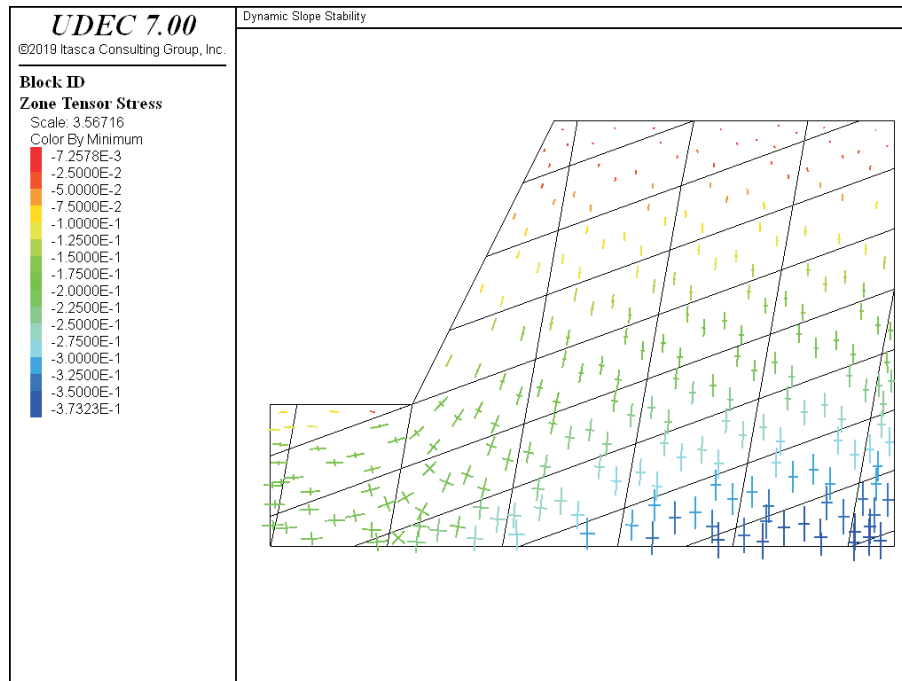 UDEC 7.00
©2019 Itasca Consulting Group, Inc.
Block ID
Zone Tensor Stress
Scale: 3.56716
Color By Minimum
-7.2578E-3
-2.5000E-2
-5.0000E-2
-7.5000E-2
-1.0000E-1
-1.2500E-1
-1.5000E-1
-1.7500E-1
-2.0000E-1
-2.2500E-1
-2.5000E-1
-2.7500E-1
-3.0000E-1
-3.2500E-1
-3.5000E-1
-3.7323E-1
Dynamic Slope Stability